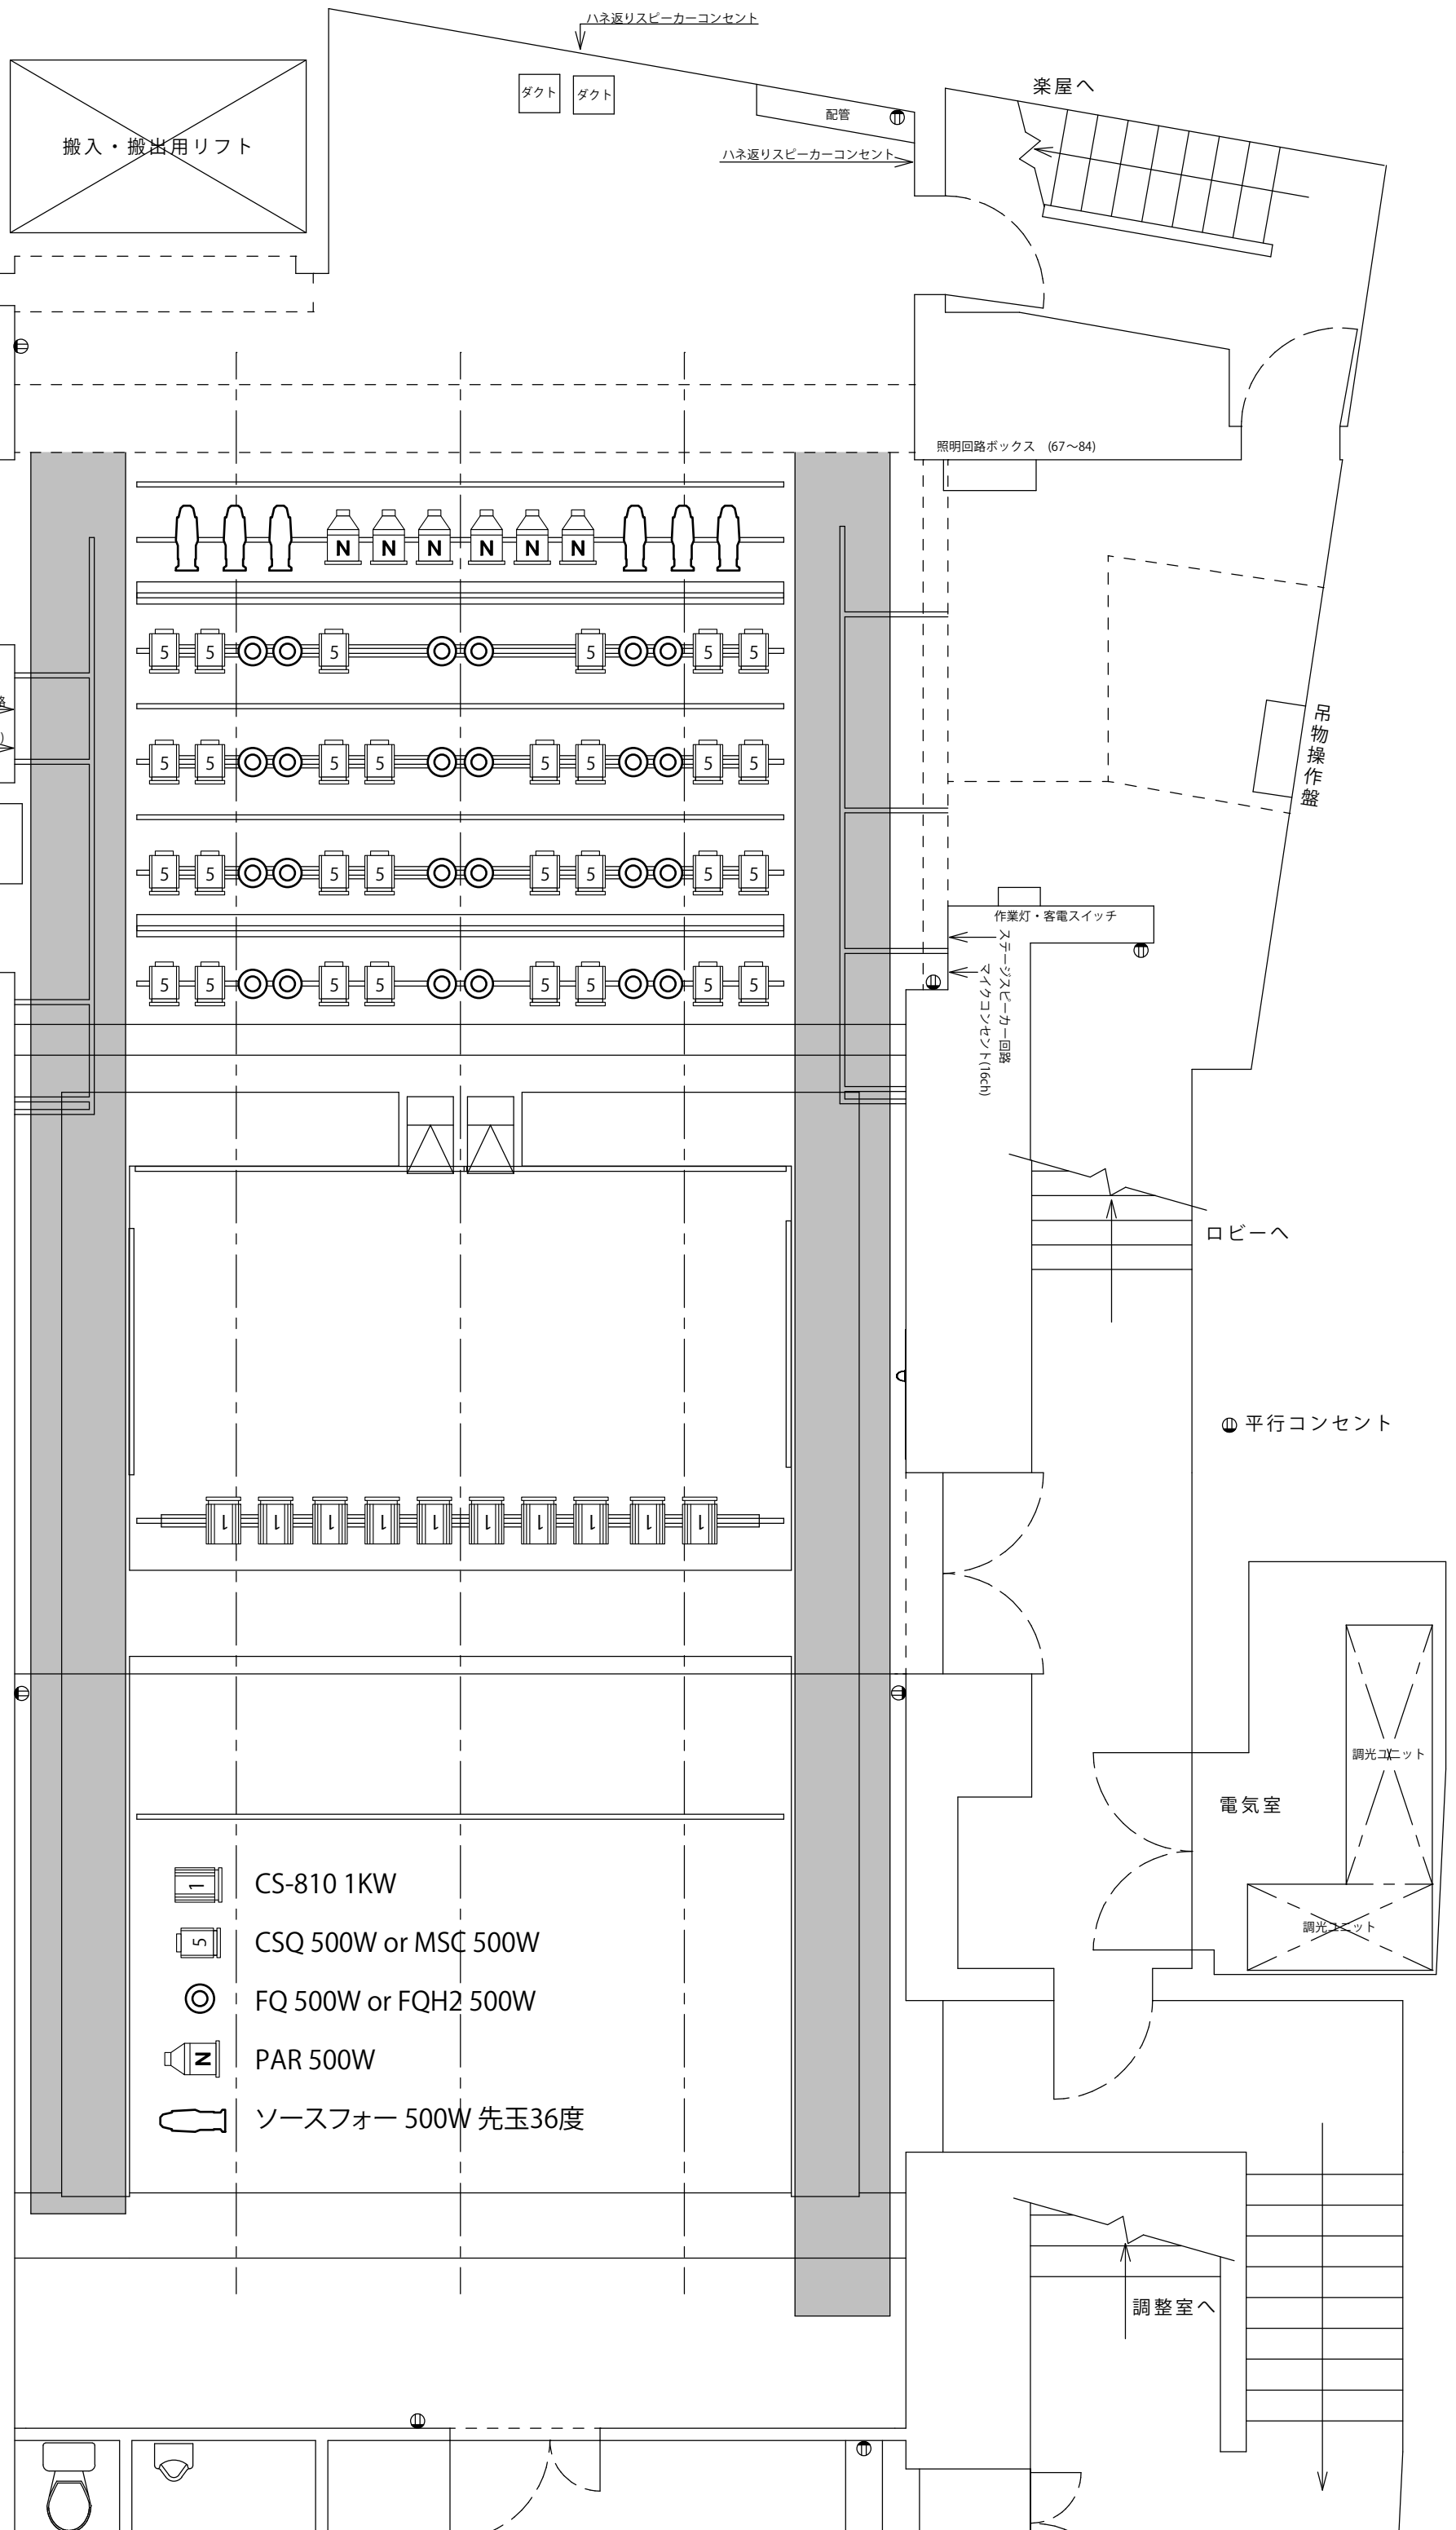 ハネ返りスピーカーコンセント
楽屋へ
ダクト
ダクト
配管
搬入・搬出用リフト
ハネ返りスピーカーコンセント
照明回路ボックス (67～84)
N N N N N N
5 5 5 5 5 5
路
)
吊物操作盤
5 5 5 5 5 5 5 5
5 5 5 5 5 5 5 5
作業灯・客電スイッチ
ステージスピーカー回路
マイクコンセント(16ch)
5 5 5 5 5 5 5 5
ロビーへ
平行コンセント
1 1 1 1 1 1 1 1 1 1
調光ユニット
電気室
1 CS-810 1KW
調光ユニット
5 CSQ 500W or MSC 500W
FQ 500W or FQH2 500W
N PAR 500W
ソースフォー 500W 先玉36度
調整室へ